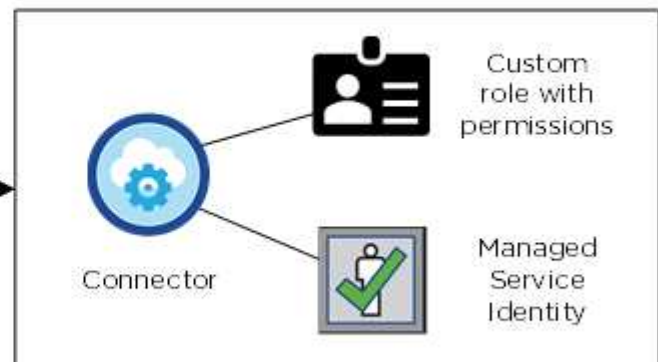 Custom
role with
permissions
Connector
Managed
Service
Identity